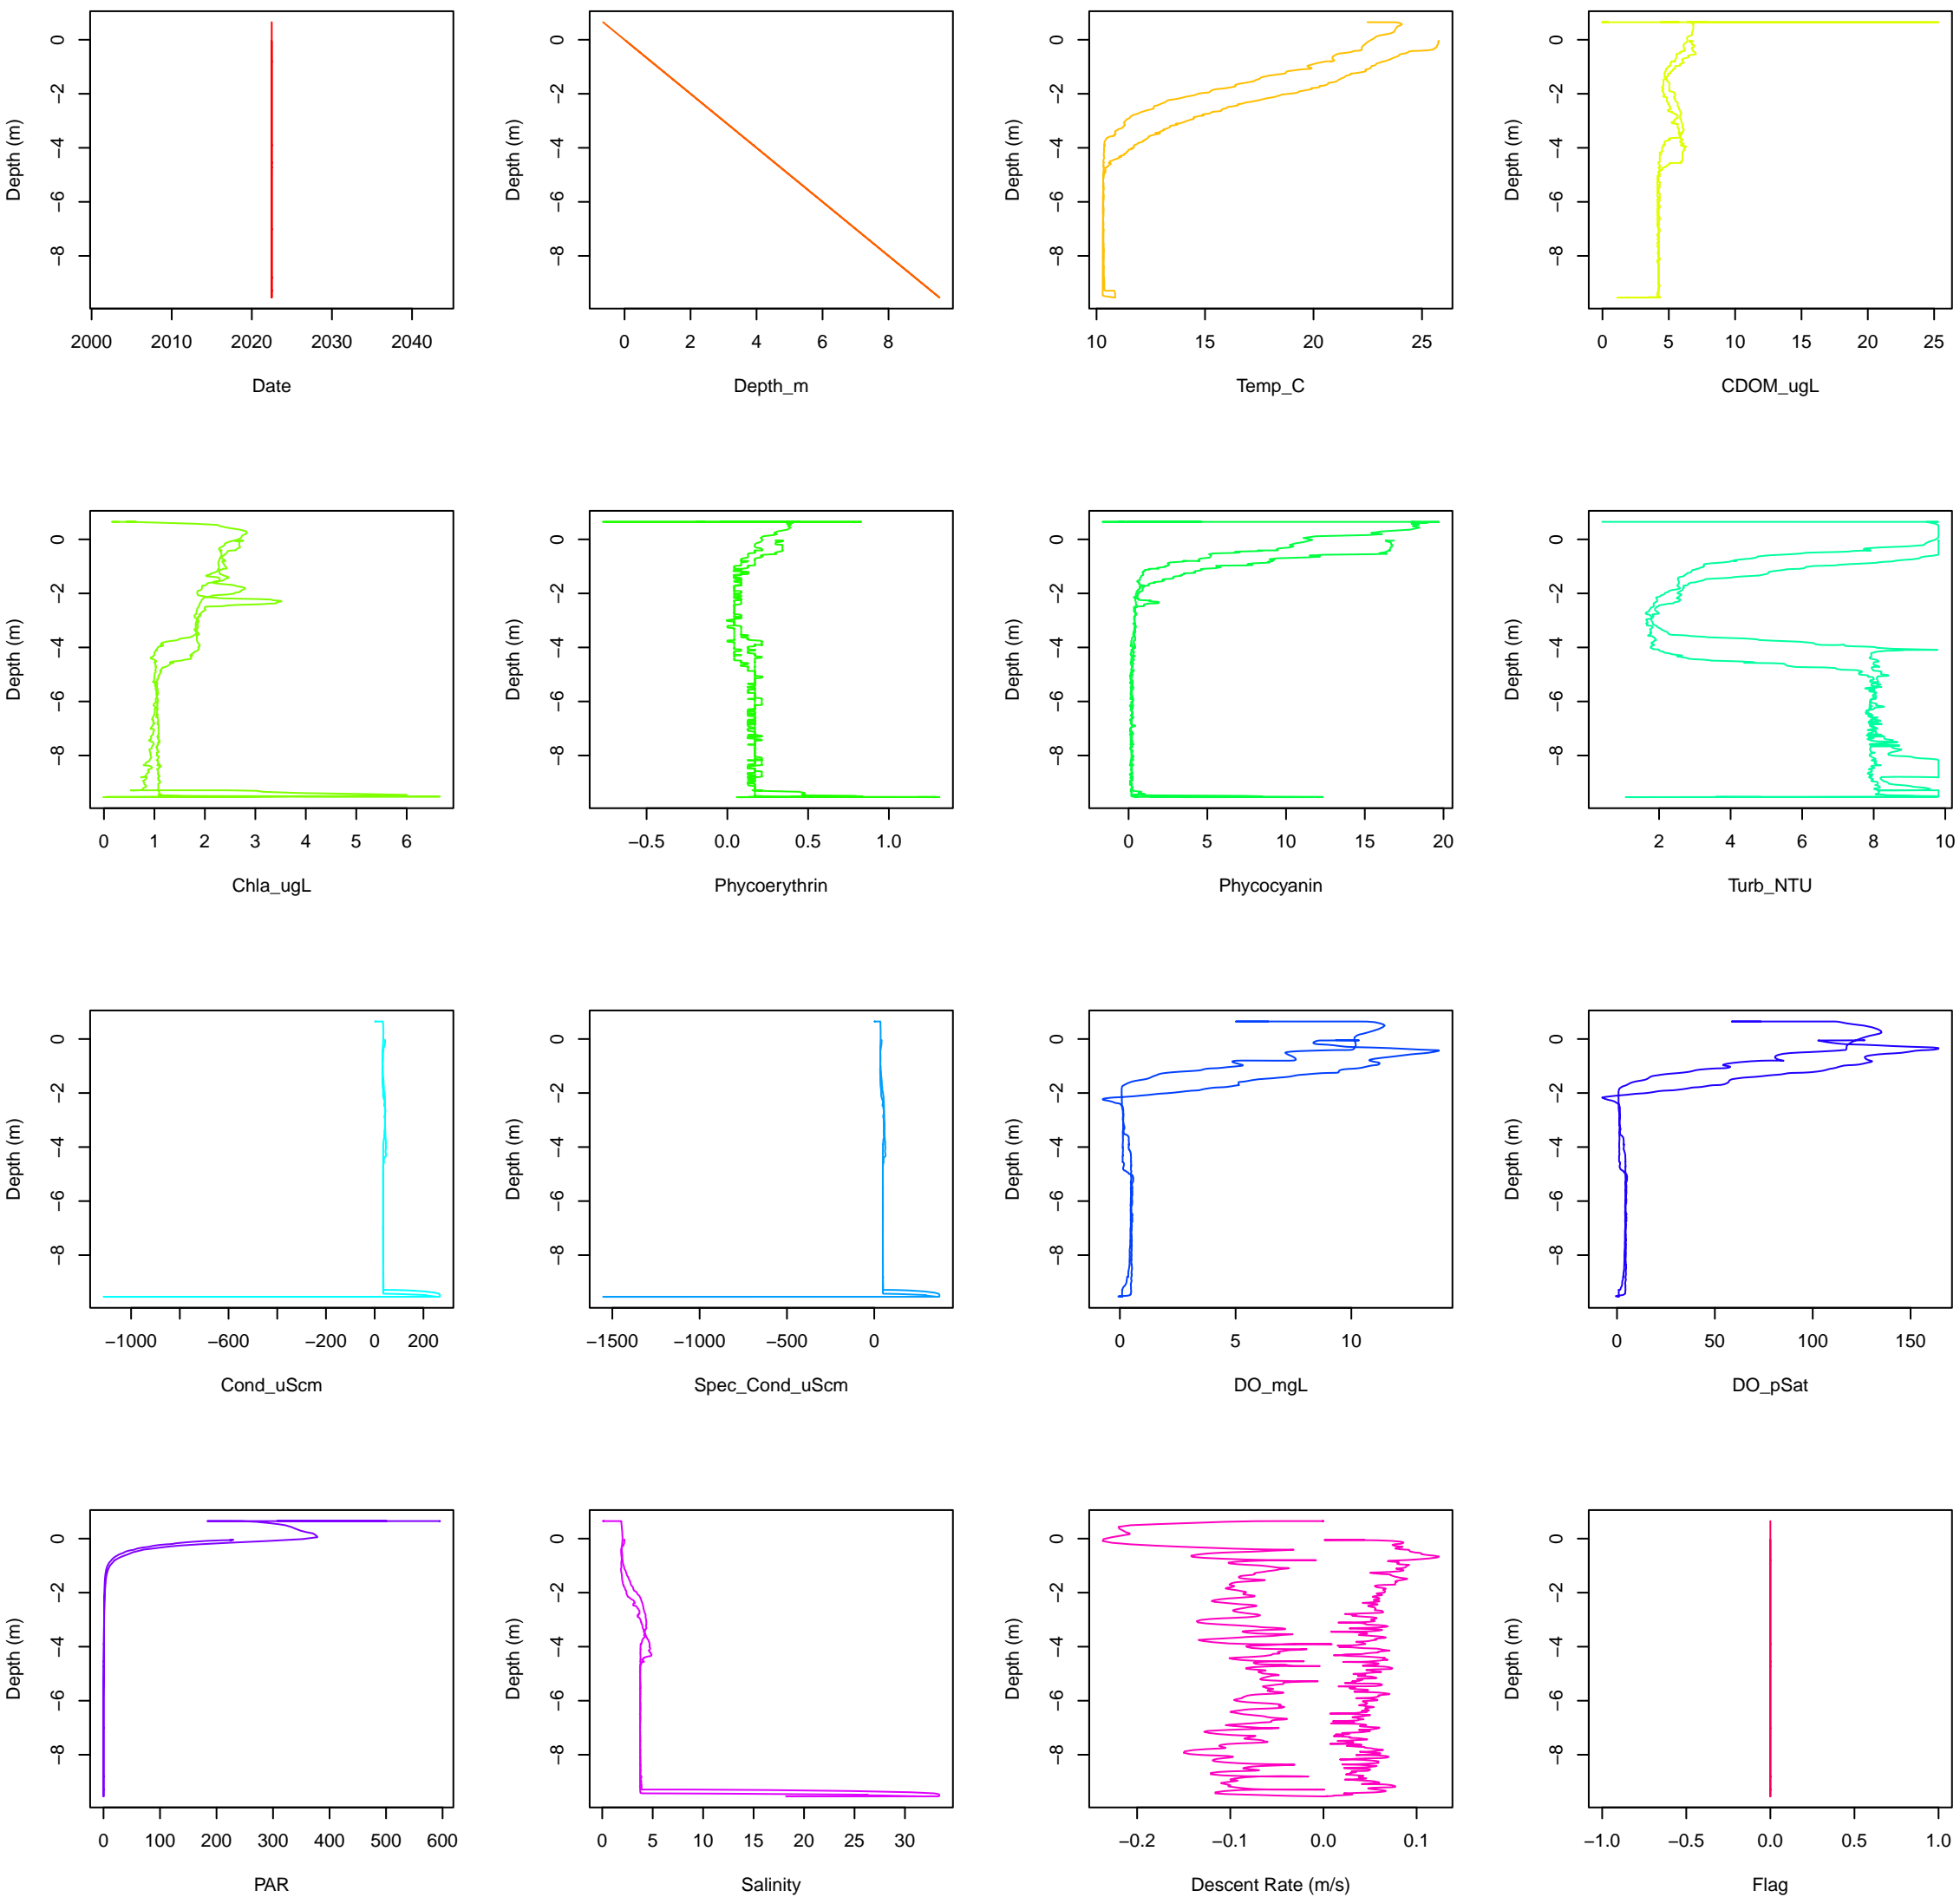 0
−2
−4
−6
−8
Depth (m)
2000 2010 2020 2030 2040
Date
0
−2
−4
−6
−8
Depth (m)
0 2 4 6 8
Depth_m
0
−2
−4
−6
−8
Depth (m)
10 15 20 25
Temp_C
0
−2
−4
−6
−8
Depth (m)
0 5 10 15 20 25
CDOM_ugL
0
−2
−4
−6
−8
Depth (m)
0 1 2 3 4 5 6
Chla_ugL
0
−2
−4
−6
−8
Depth (m)
−0.5 0.0 0.5 1.0
Phycoerythrin
0
−2
−4
−6
−8
Depth (m)
0 5 10 15 20
Phycocyanin
0
−2
−4
−6
−8
Depth (m)
2 4 6 8 10
Turb_NTU
0
−2
−4
−6
−8
Depth (m)
−1000 −600 −200 0 200
Cond_uScm
0
−2
−4
−6
−8
Depth (m)
−1500 −1000 −500 0
Spec_Cond_uScm
0
−2
−4
−6
−8
Depth (m)
0 5 10
DO_mgL
0
−2
−4
−6
−8
Depth (m)
0 50 100 150
DO_pSat
0
−2
−4
−6
−8
Depth (m)
0 100 200 300 400 500 600
PAR
0
−2
−4
−6
−8
Depth (m)
0 5 10 15 20 25 30
Salinity
0
−2
−4
−6
−8
Depth (m)
−0.2 −0.1 0.0 0.1
Descent Rate (m/s)
0
−2
−4
−6
−8
Depth (m)
−1.0 −0.5 0.0 0.5 1.0
Flag